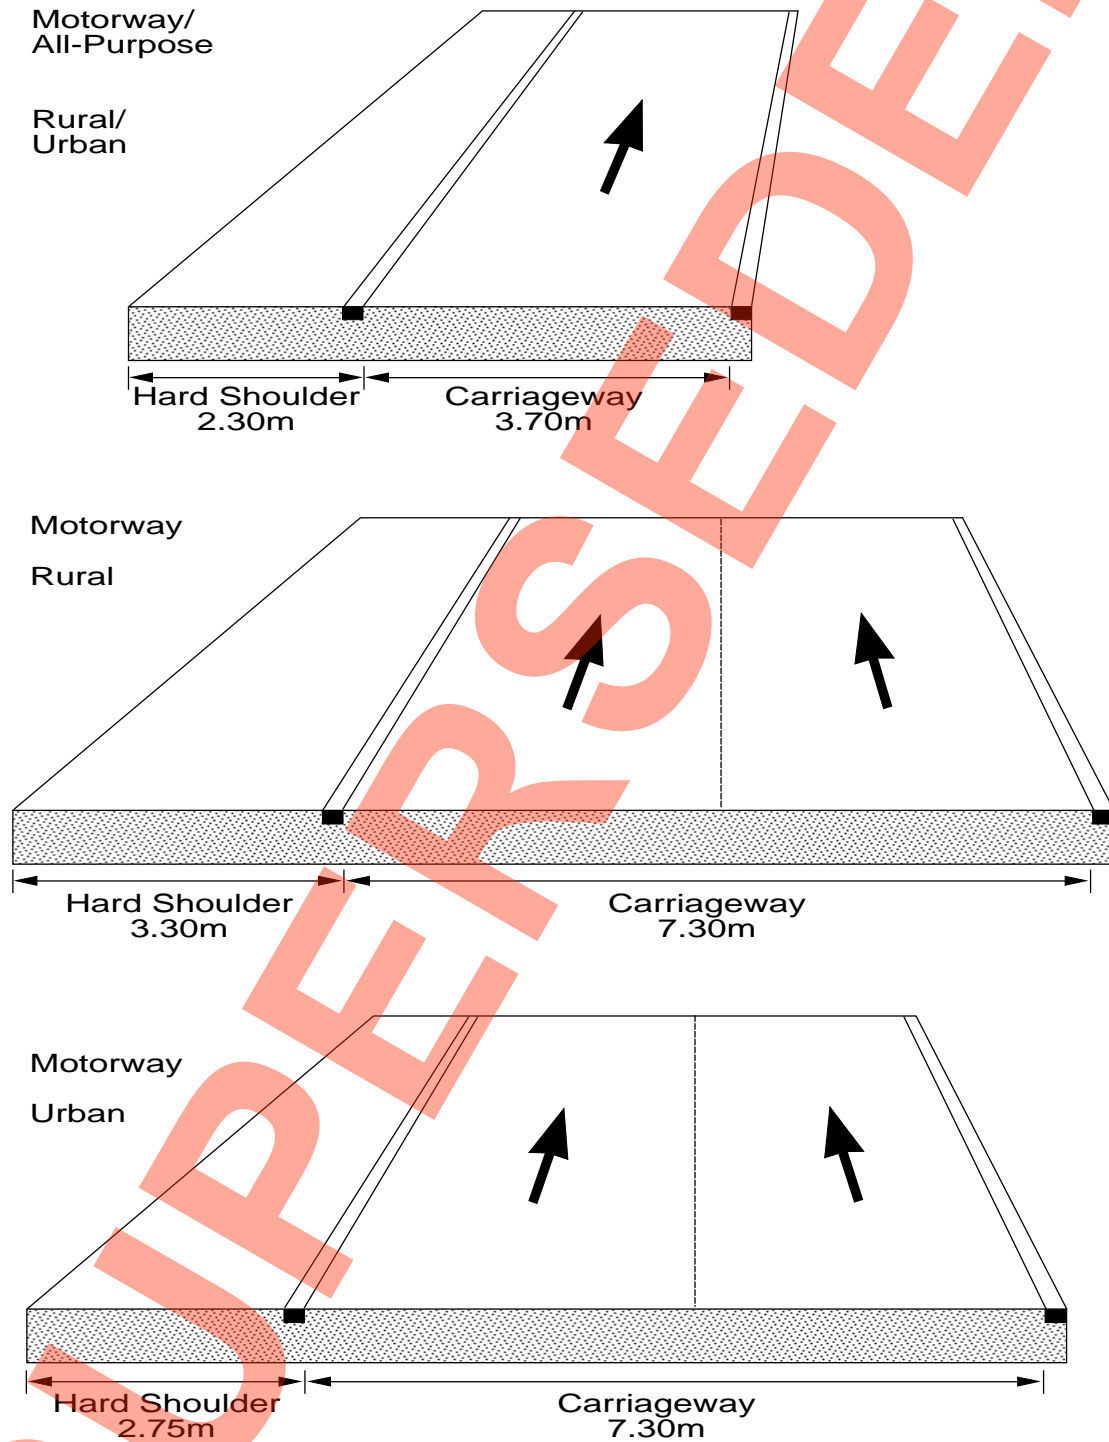 Motorway/
All-Purpose
Rural/
Urban
Hard Shoulder
2.30m
Carriageway
3.70m
Motorway
Rural
Hard Shoulder
3.30m
Carriageway
7.30m
Motorway
Urban
Hard Shoulder
2.75m
Carriageway
7.30m
SUPERSEDED